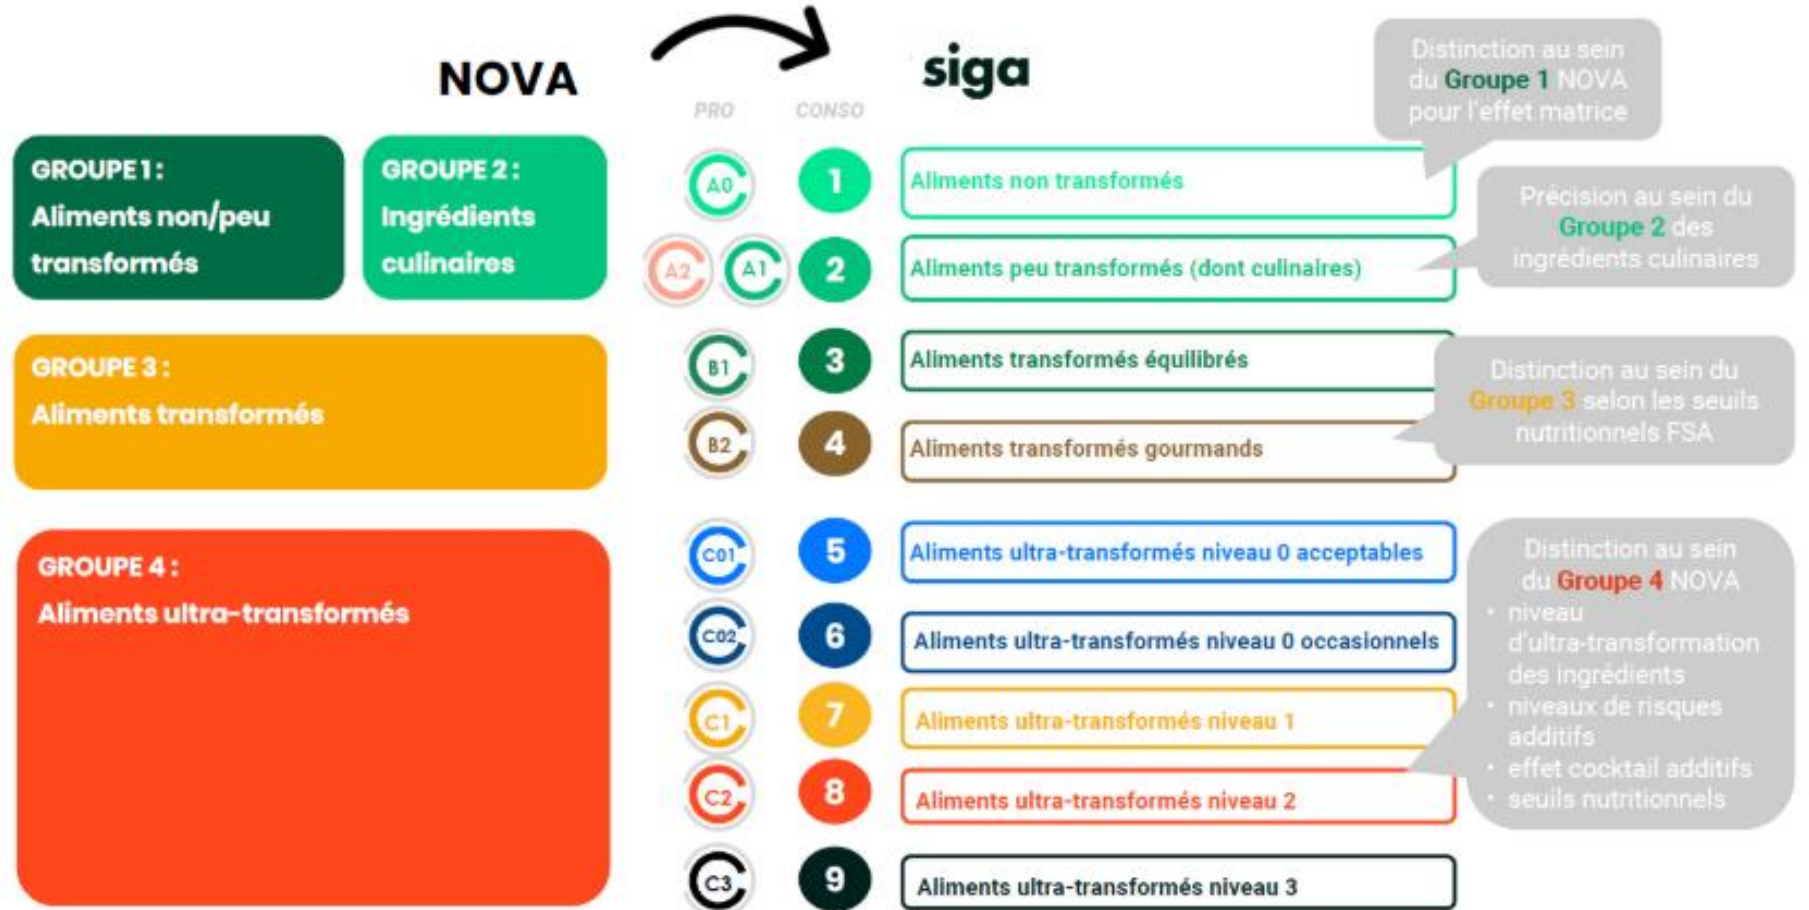 NOVA
siga
PRO
CONSO
GROUPE 1 :
Aliments non/peu
transformés
GROUPE 2 :
Ingrédients
culinaires
A0
1
Aliments non transformés
A2
A1
2
Aliments peu transformés (dont culinaires)
Distinction au sein
du Groupe 1 NOVA
pour l'effet matrice
Précision au sein du
Groupe 2 des
ingrédients culinaires
GROUPE 3 :
Aliments transformés
B1
3
Aliments transformés équilibrés
B2
4
Aliments transformés gourmands
Distinction au sein du
Groupe 3 selon les seuils
nutritionnels FSA
GROUPE 4 :
Aliments ultra-transformés
C01
5
Aliments ultra-transformés niveau 0 acceptables
C02
6
Aliments ultra-transformés niveau 0 occasionnels
C1
7
Aliments ultra-transformés niveau 1
C2
8
Aliments ultra-transformés niveau 2
C3
9
Aliments ultra-transformés niveau 3
Distinction au sein
du Groupe 4 NOVA
• niveau
d'ultra-transformation
des ingrédients
• niveaux de risques
additifs
• effet cocktail additifs
• seuils nutritionnels